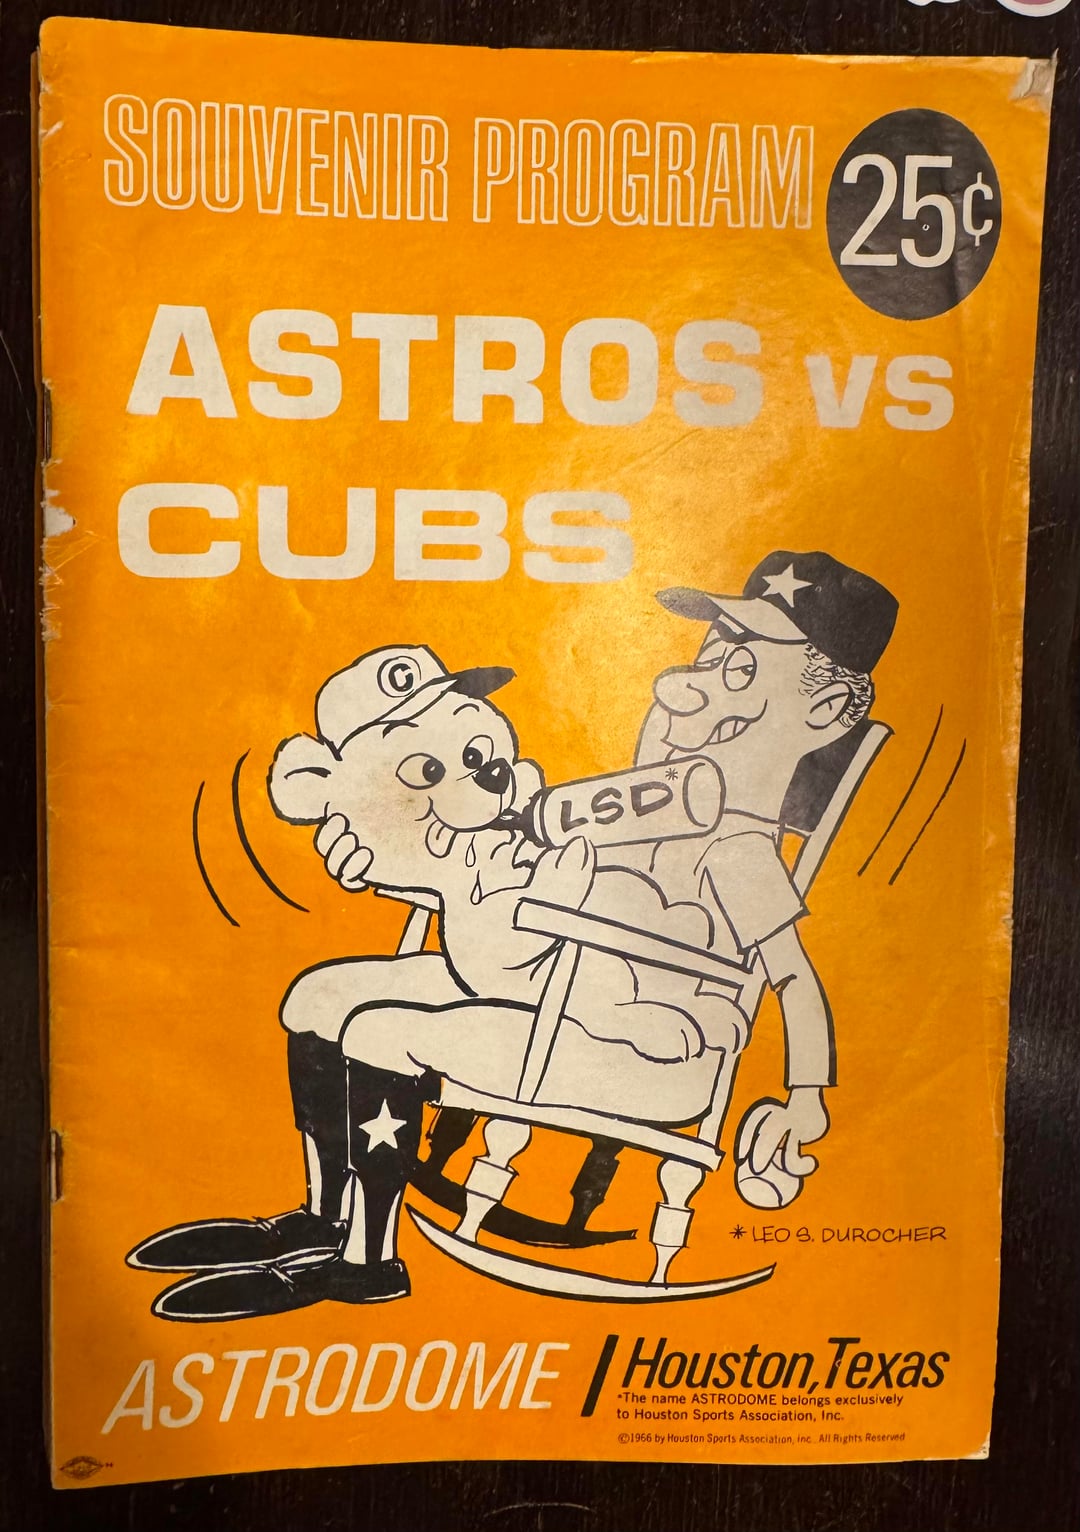 SOUVENIR PROGRAM
25¢
ASTROS VS
CUBS
C
LSD*
* LEO S. DUROCHER
ASTRODOME / Houston, Texas
*The name ASTRODOME belongs exclusively
to Houston Sports Association, Inc.
©1966 by Houston Sports Association, Inc. All Rights Reserved